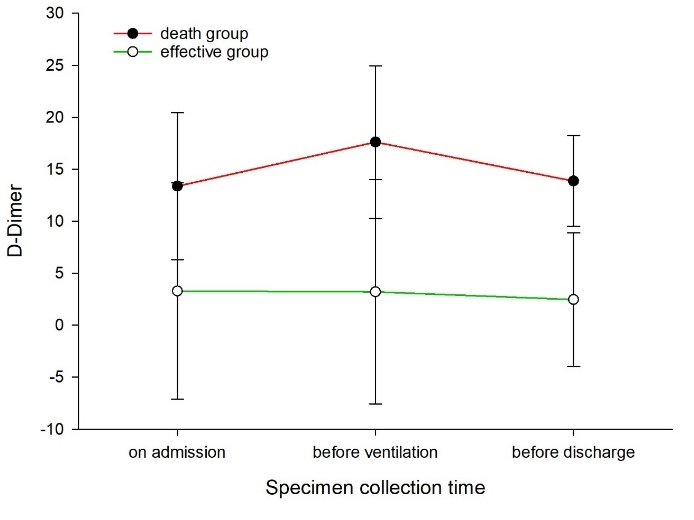 30
25
20
15
10
5
0
-5
-10
D-Dimer
death group
effective group
on admission
before ventilation
before discharge
Specimen collection time